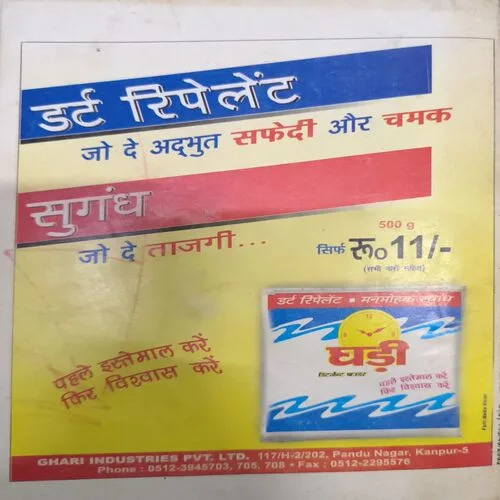 डर्ट रिपेलेंट
जो दे अद्भुत सफेदी और चमक
सुगंध
जो दे ताजगी...
500 g
सिर्फ रू०11/-
(सभी करों सहित)
डर्ट रिपेलेंट ▪ मनमोहक सुगंध
12
घड़ी
डिटर्जेन्ट पाउडर
पहले इस्तेमाल करें
फिर विश्वास करें
पहले इस्तेमाल करें
फिर विश्वास करें
GHARI INDUSTRIES PVT. LTD. 117/H-2/202, Pandu Nagar, Kanpur-5
Phone : 0512-3945703, 705, 708 • Fax : 0512-2295576